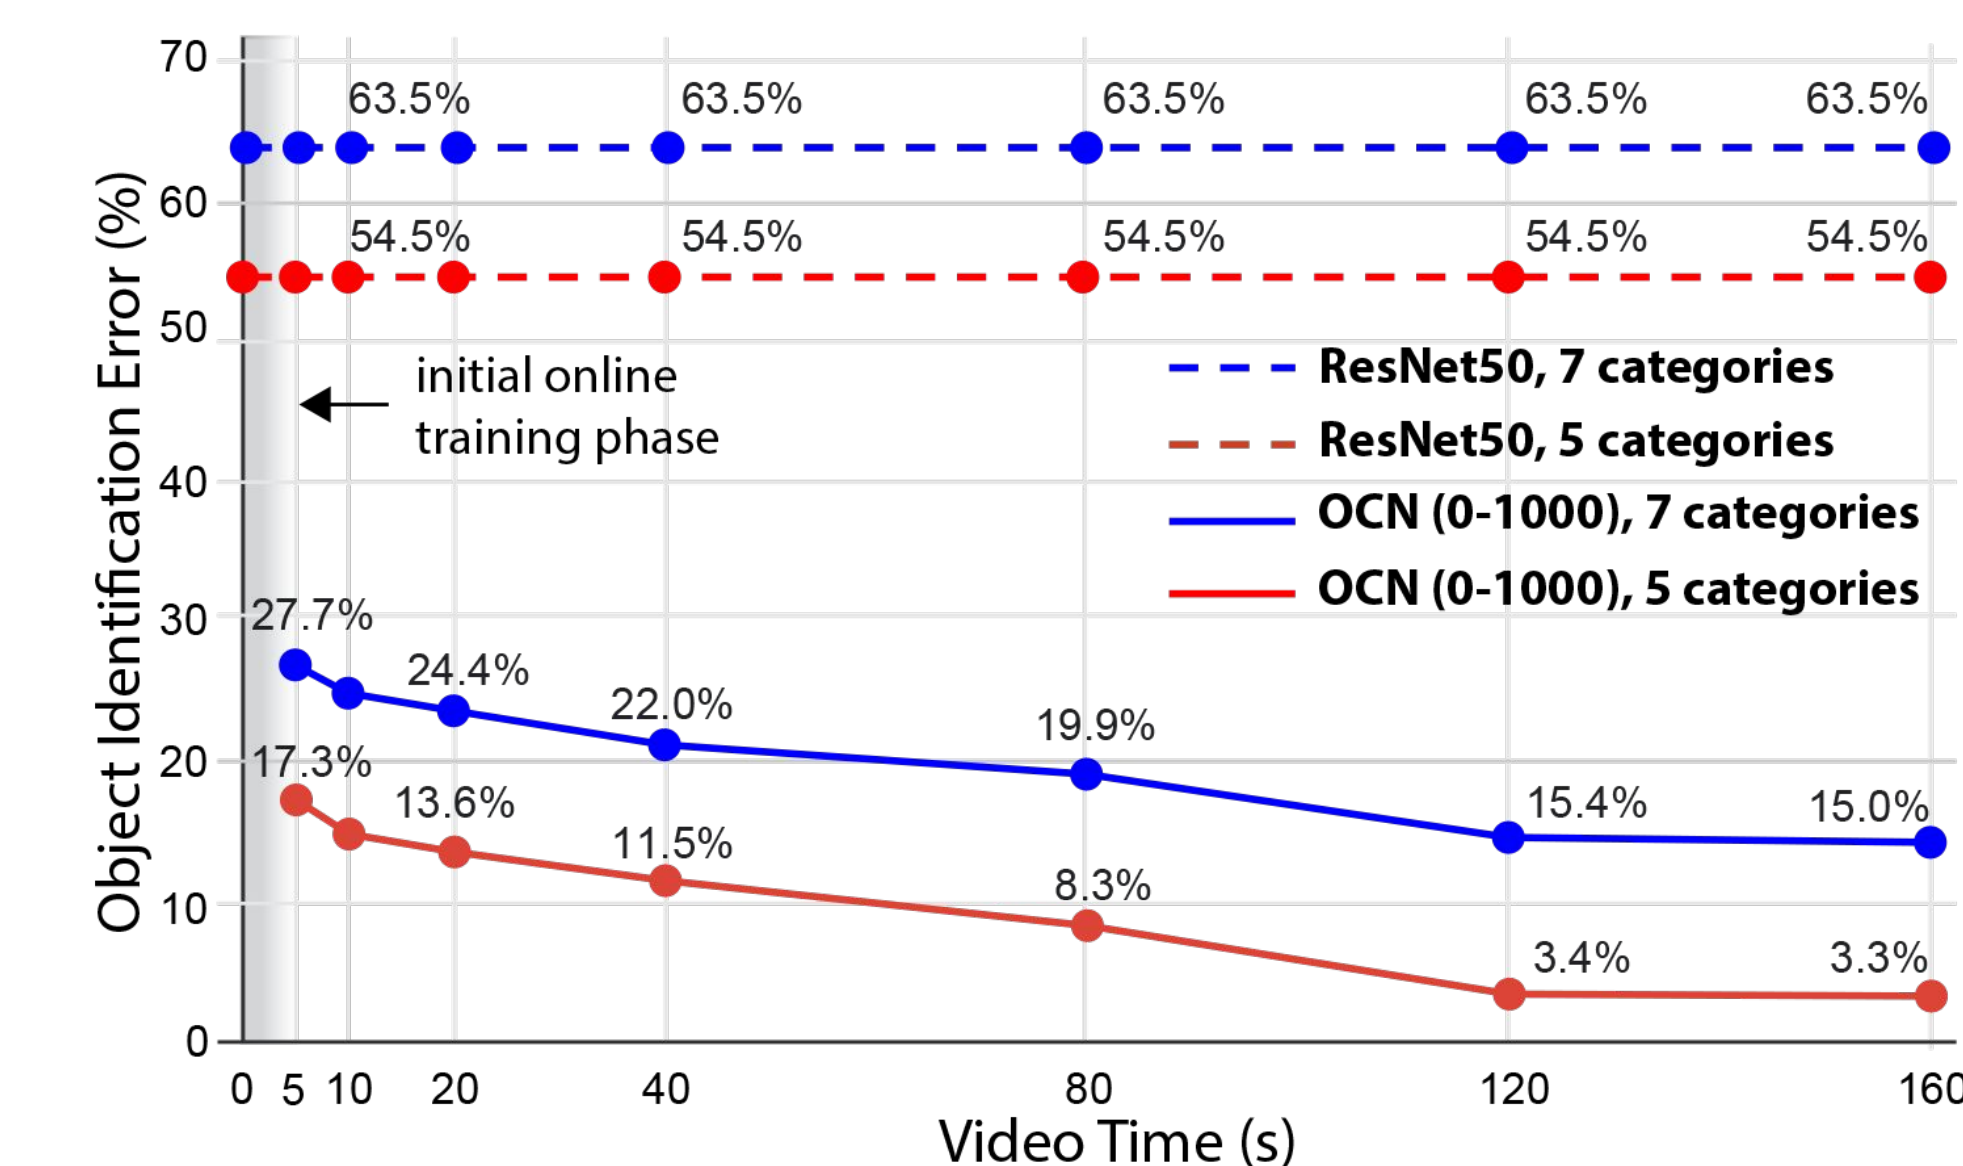 70
63.5% 63.5% 63.5% 63.5% 63.5%
60
54.5% 54.5% 54.5% 54.5% 54.5%
50
initial online
training phase
ResNet50, 7 categories
ResNet50, 5 categories
OCN (0-1000), 7 categories
OCN (0-1000), 5 categories
40
30
27.7%
24.4%
22.0%
19.9%
20
17.3%
13.6%
15.4%
15.0%
11.5%
8.3%
10
3.4%
3.3%
0
0 5 10 20 40 80 120 160
Object Identification Error (%)
Video Time (s)